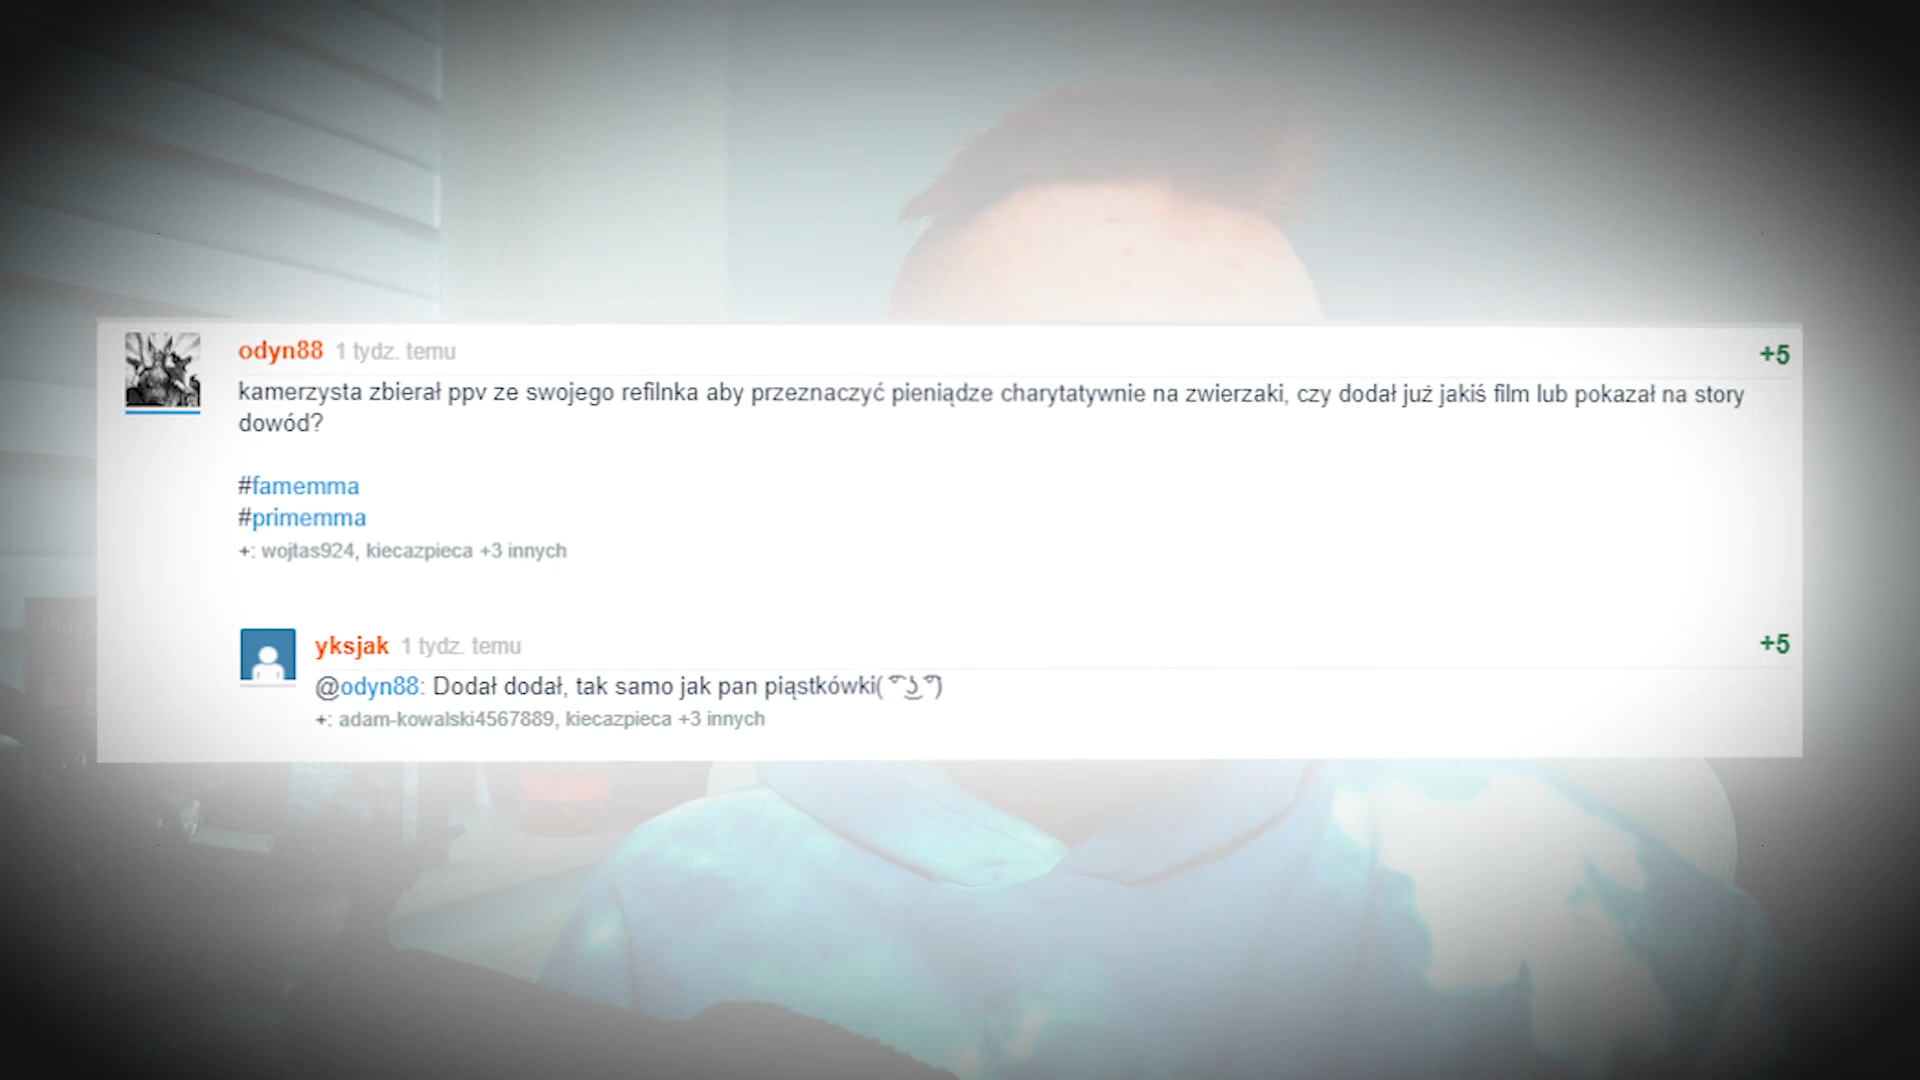 odyn88 1 tydz. temu +5
kamerzysta zbierał ppv ze swojego refilnka aby przeznaczyć pieniądze charytatywnie na zwierzaki, czy dodał już jakiś film lub pokazał na story
dowód?
#famemma
#primemma
+: wojtas924, kiecazpieca +3 innych
yksjak 1 tydz. temu +5
@odyn88: Dodał dodał, tak samo jak pan piąstkówki( ͡° ͜ʖ ͡°)
+: adam-kowalski4567889, kiecazpieca +3 innych